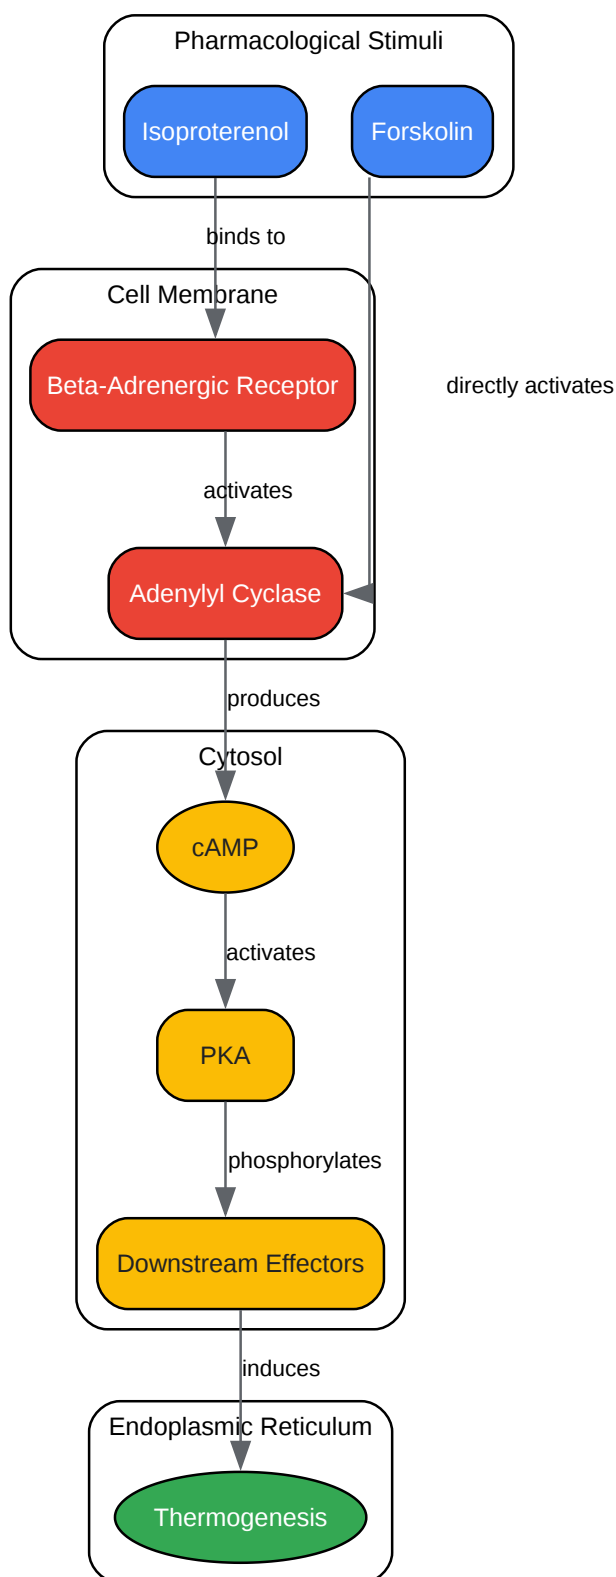 Pharmacological Stimuli
Isoproterenol
Forskolin
binds to
Cell Membrane
Beta-Adrenergic Receptor
directly activates
activates
Adenylyl Cyclase
produces
Cytosol
cAMP
activates
PKA
phosphorylates
Downstream Effectors
induces
Endoplasmic Reticulum
Thermogenesis